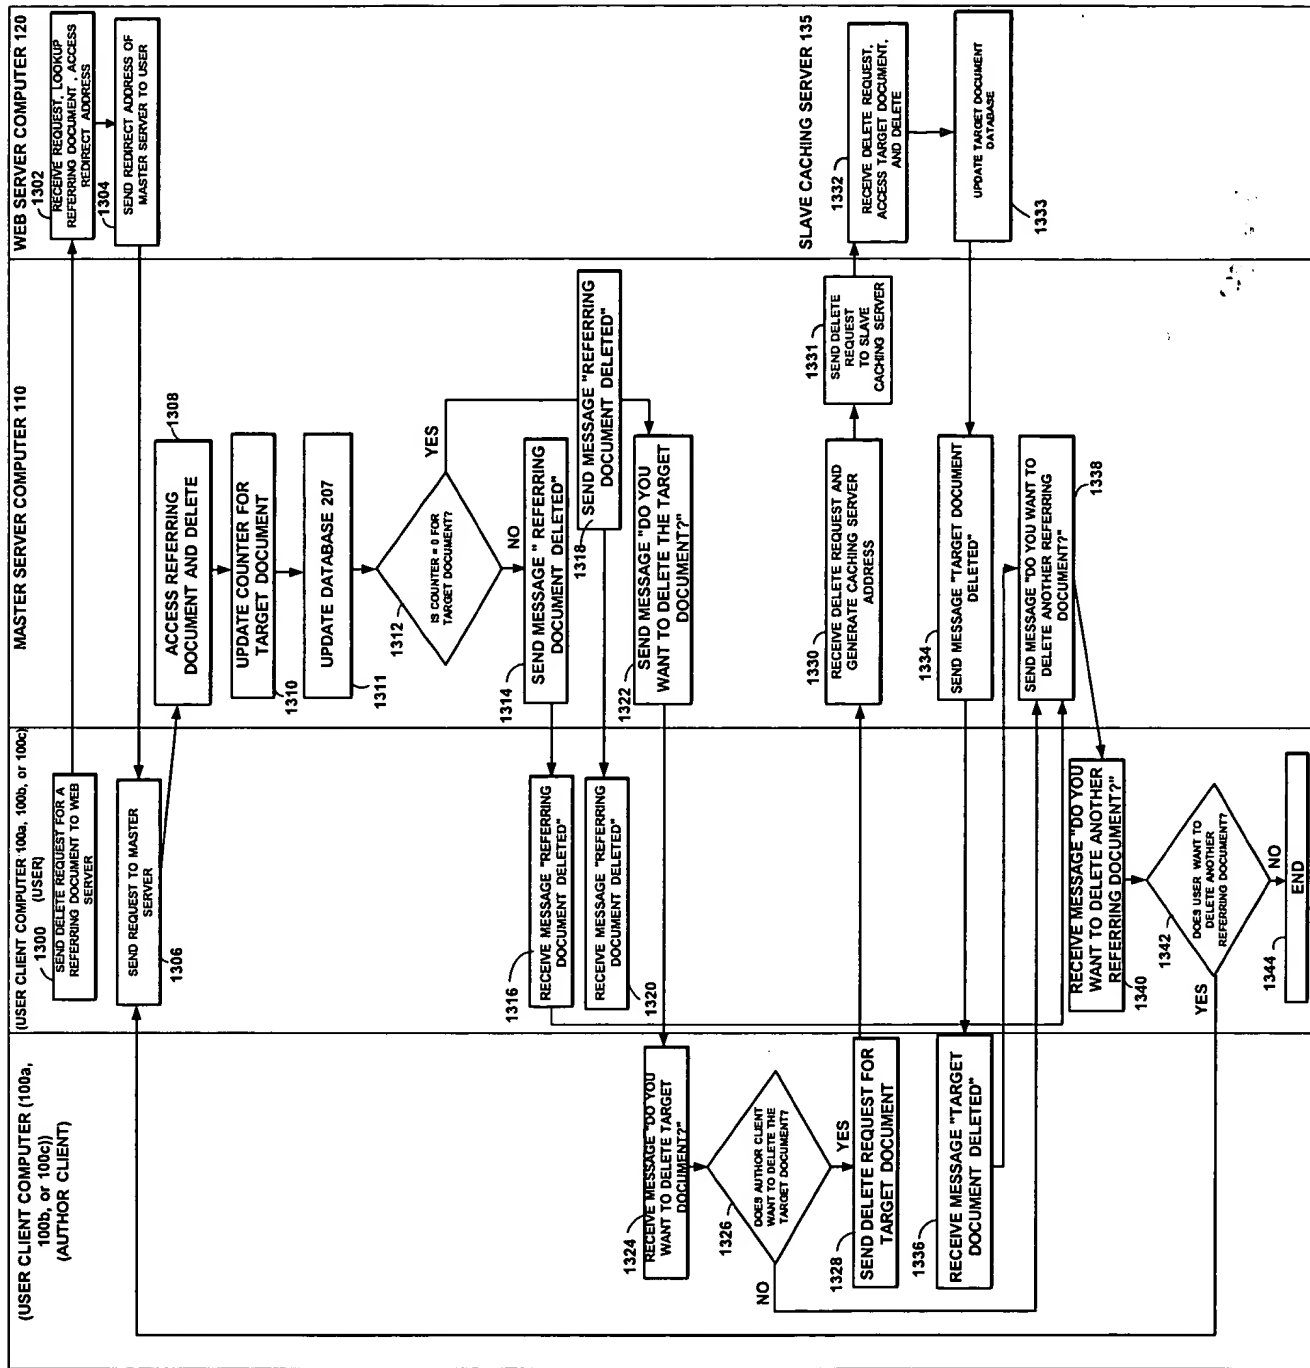 (USER CLIENT COMPUTER (100a,
100b, or 100c))
(AUTHOR CLIENT)
(USER CLIENT COMPUTER 100a, 100b, or 100c)
(USER)
MASTER SERVER COMPUTER 110
WEB SERVER COMPUTER 120
1300
SEND DELETE REQUEST FOR A
REFERRING DOCUMENT TO WEB
SERVER
1302
RECEIVE REQUEST, LOOKUP
REFERRING DOCUMENT , ACCESS
REDIRECT ADDRESS
1304
SEND REDIRECT ADDRESS OF
MASTER SERVER TO USER
SEND REQUEST TO MASTER
SERVER
1306
1308
ACCESS REFERRING
DOCUMENT AND DELETE
UPDATE COUNTER FOR
TARGET DOCUMENT
1310
UPDATE DATABASE 207
1311
IS COUNTER = 0 FOR
TARGET DOCUMENT?
1312
YES
NO
1314
SEND MESSAGE " REFERRING
DOCUMENT DELETED"
1316
RECEIVE MESSAGE "REFERRING
DOCUMENT DELETED"
1318
SEND MESSAGE "REFERRING
DOCUMENT DELETED"
RECEIVE MESSAGE "REFERRING
DOCUMENT DELETED"
1320
1322
SEND MESSAGE "DO YOU
WANT TO DELETE THE TARGET
DOCUMENT?"
1324
RECEIVE MESSAGE "DO YOU
WANT TO DELETE TARGET
DOCUMENT?"
1326
DOES AUTHOR CLIENT
WANT TO DELETE THE
TARGET DOCUMENT?
NO
YES
1328
SEND DELETE REQUEST FOR
TARGET DOCUMENT
1330
RECEIVE DELETE REQUEST AND
GENERATE CACHING SERVER
ADDRESS
1331
SEND DELETE
REQUEST
TO SLAVE
CACHING SERVER
SLAVE CACHING SERVER 135
1332
RECEIVE DELETE REQUEST,
ACCESS TARGET DOCUMENT,
AND DELETE
UPDATE TARGET DOCUMENT
DATABASE
1333
1334
SEND MESSAGE "TARGET DOCUMENT
DELETED"
1336
RECEIVE MESSAGE "TARGET
DOCUMENT DELETED"
SEND MESSAGE "DO YOU WANT TO
DELETE ANOTHER REFERRING
DOCUMENT?"
1338
RECEIVE MESSAGE "DO YOU
WANT TO DELETE ANOTHER
REFERRING DOCUMENT?"
1340
DOES USER WANT TO
DELETE ANOTHER
REFERRING DOCUMENT?
1342
YES
NO
1344
END